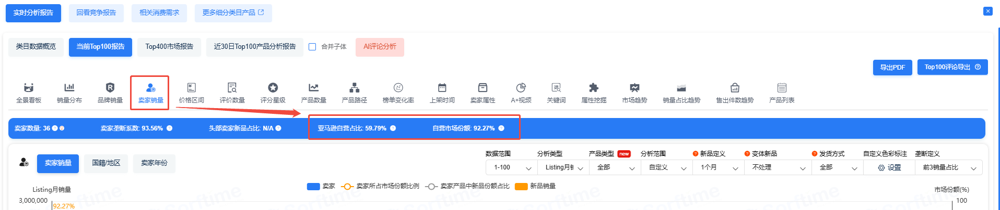 实时分析报告 回看竞争报告 相关消费需求 更多细分类目产品
类目数据概览 当前Top100报告 Top400市场报告 近30日Top100产品分析报告 合并子体 AI评论分析
导出PDF Top100评论导出
全景看板 销量分布 品牌销量 卖家销量 价格区间 评价数量 评分星级 产品数量 产品路径 榜单变化率 上架时间 卖家属性 A+视频 关键词 属性挖掘 市场趋势 销量占比趋势 售出件数趋势 产品列表
卖家数量: 36 卖家垄断系数: 93.56% 头部卖家新品占比: N/A 亚马逊自营占比: 59.79% 自营市场份额: 92.27%
数据范围 分析类型 产品类型 new 分析范围 新品定义 变体新品 发货方式 自定义色彩标注 垄断定义
卖家销量 国籍/地区 卖家年份
1-100 Listing月销 全部 自定义 1个月 不处理 全部 设置 前3销量占比
卖家 卖家所占市场份额比例 卖家产品中新品份额占比 新品销量
Listing月销量 市场份额(%)
3,000,000 100
92.27%
Sorftime Sorftime Sorftime Sorftime